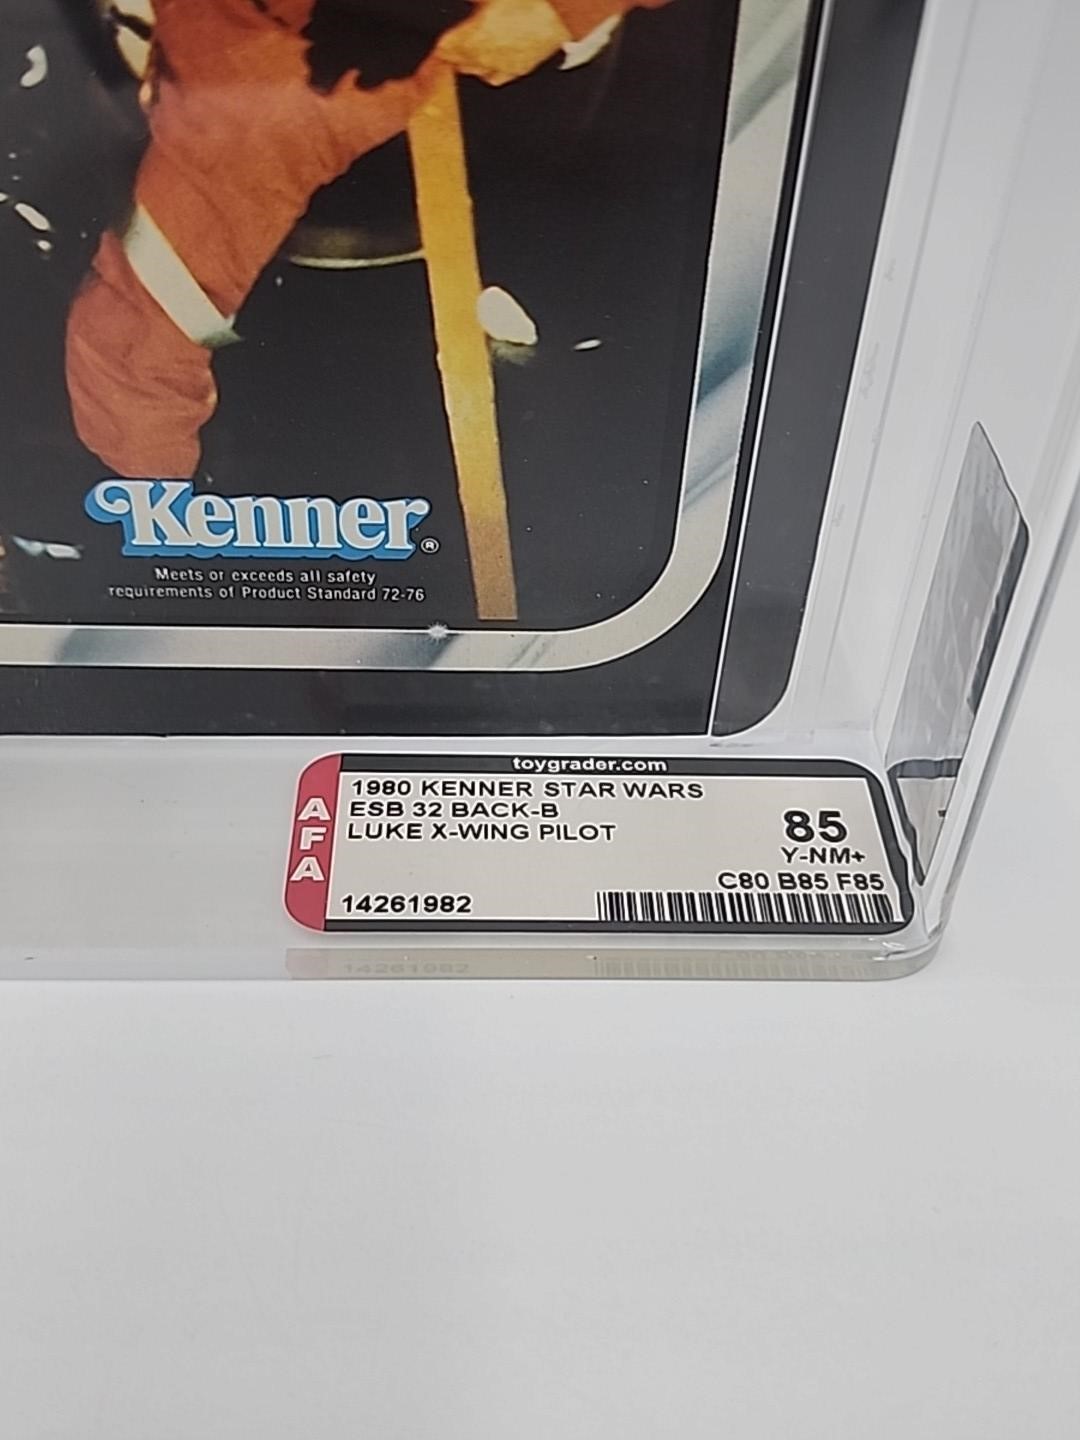 Kenner®
Meets or exceeds all safety
requirements of Product Standard 72-76
toygrader.com
AFA
1980 KENNER STAR WARS
ESB 32 BACK-B
LUKE X-WING PILOT
85
Y-NM+
C80 B85 F85
14261982